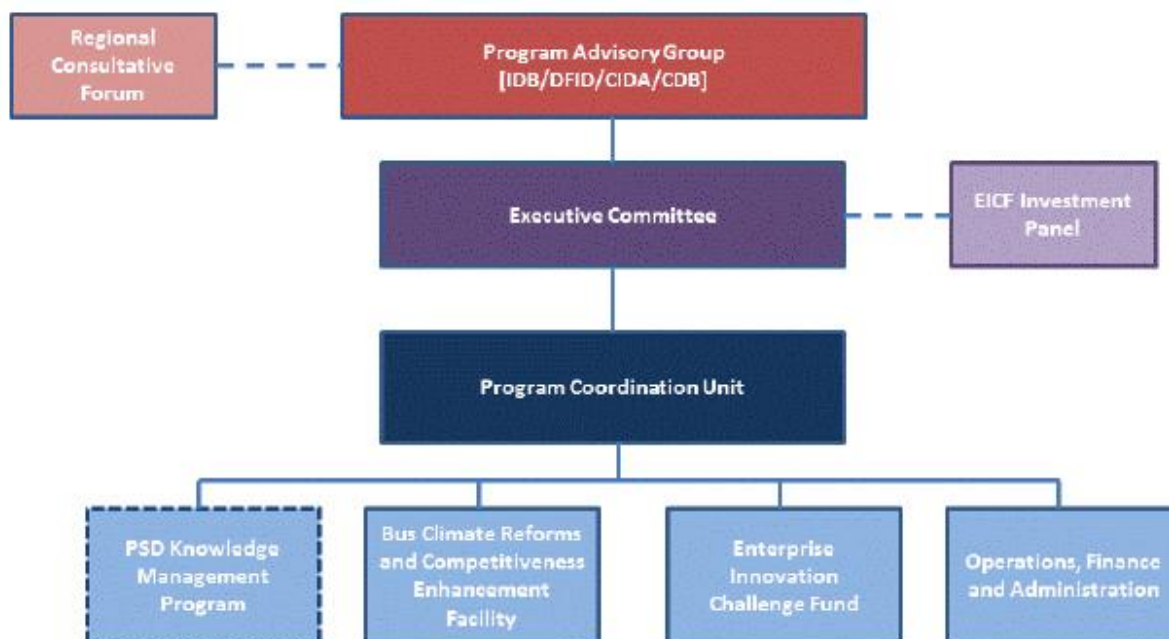 Regional
Consultative
Forum
Program Advisory Group
[IDB/DFID/CIDA/CDB]
Executive Committee
EICF Investment
Panel
Program Coordination Unit
PSD Knowledge
Management
Program
Bus Climate Reforms
and Competitiveness
Enhancement
Facility
Enterprise
Innovation
Challenge Fund
Operations, Finance
and Administration